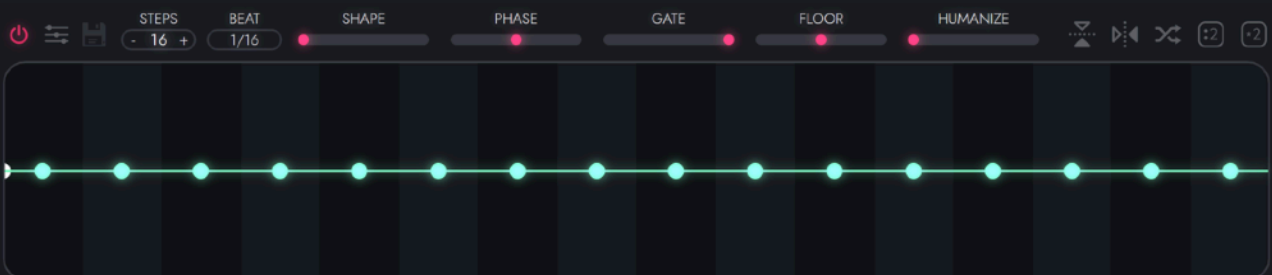 STEPS BEAT SHAPE PHASE GATE FLOOR HUMANIZE
- 16 + 1/16 :2 •2